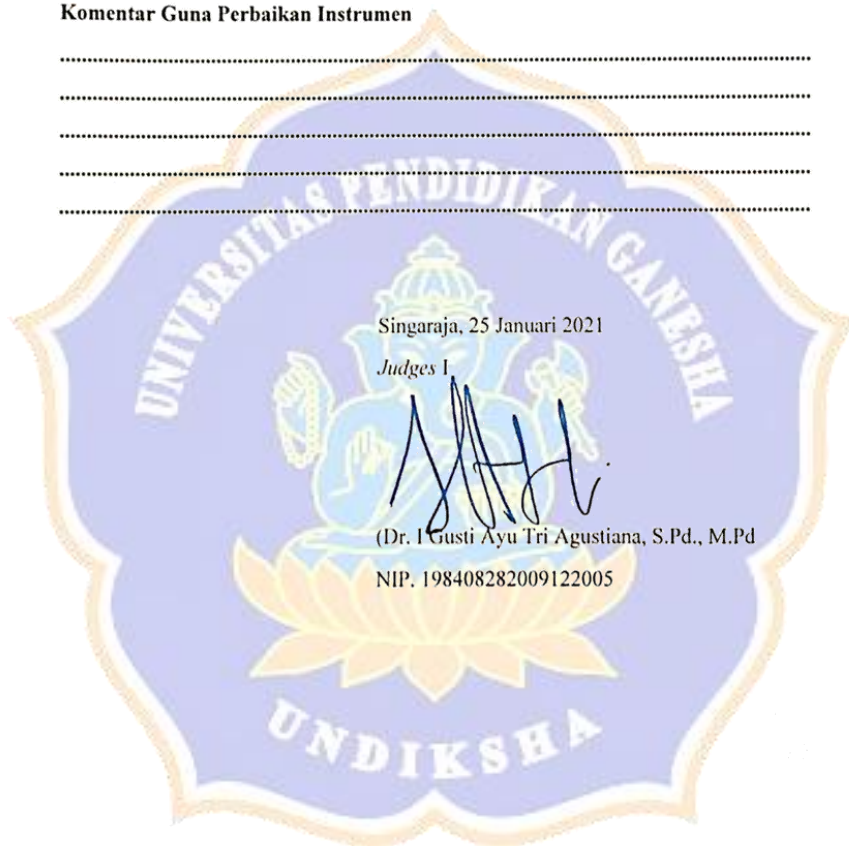 Komentar Guna Perbaikan Instrumen
................................................................................
................................................................................
................................................................................
................................................................................
................................................................................
UNIVERSITAS PENDIDIKAN GANESHA
Singaraja, 25 Januari 2021
Judges I
(Dr. I Gusti Ayu Tri Agustiana, S.Pd., M.Pd
NIP. 198408282009122005
UNDIKSHA